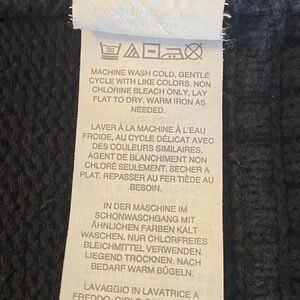 30
MACHINE WASH COLD, GENTLE
CYCLE WITH LIKE COLORS. NON
CHLORINE BLEACH ONLY. LAY
FLAT TO DRY. WARM IRON AS
NEEDED.
LAVER À LA MACHINE À L'EAU
FROIDE, AU CYCLE DÉLICAT AVEC
DES COULEURS SIMILAIRES.
AGENT DE BLANCHIMENT NON
CHLORÉ SEULEMENT. SECHER A
PLAT. REPASSER AU FER TIÈDE AU
BESOIN.
IN DER MASCHINE IM
SCHONWASCHGANG MIT
ÄHNLICHEN FARBEN KALT
WASCHEN. NUR CHLORFREIES
BLEICHMITTEL VERWENDEN.
LIEGEND TROCKNEN. NACH
BEDARF WARM BÜGELN.
LAVAGGIO IN LAVATRICE A